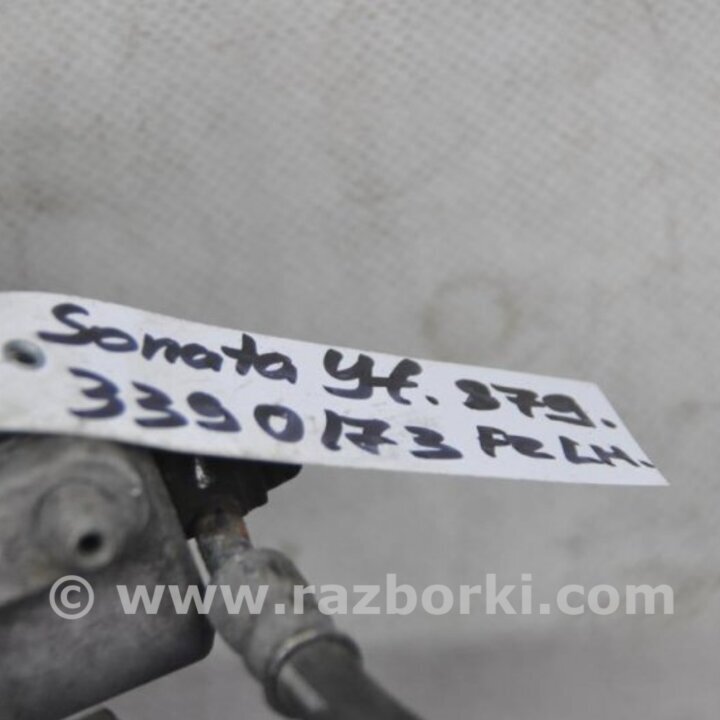 Sonata Yf. 879.
3390173 PELH.
© www.razborki.com